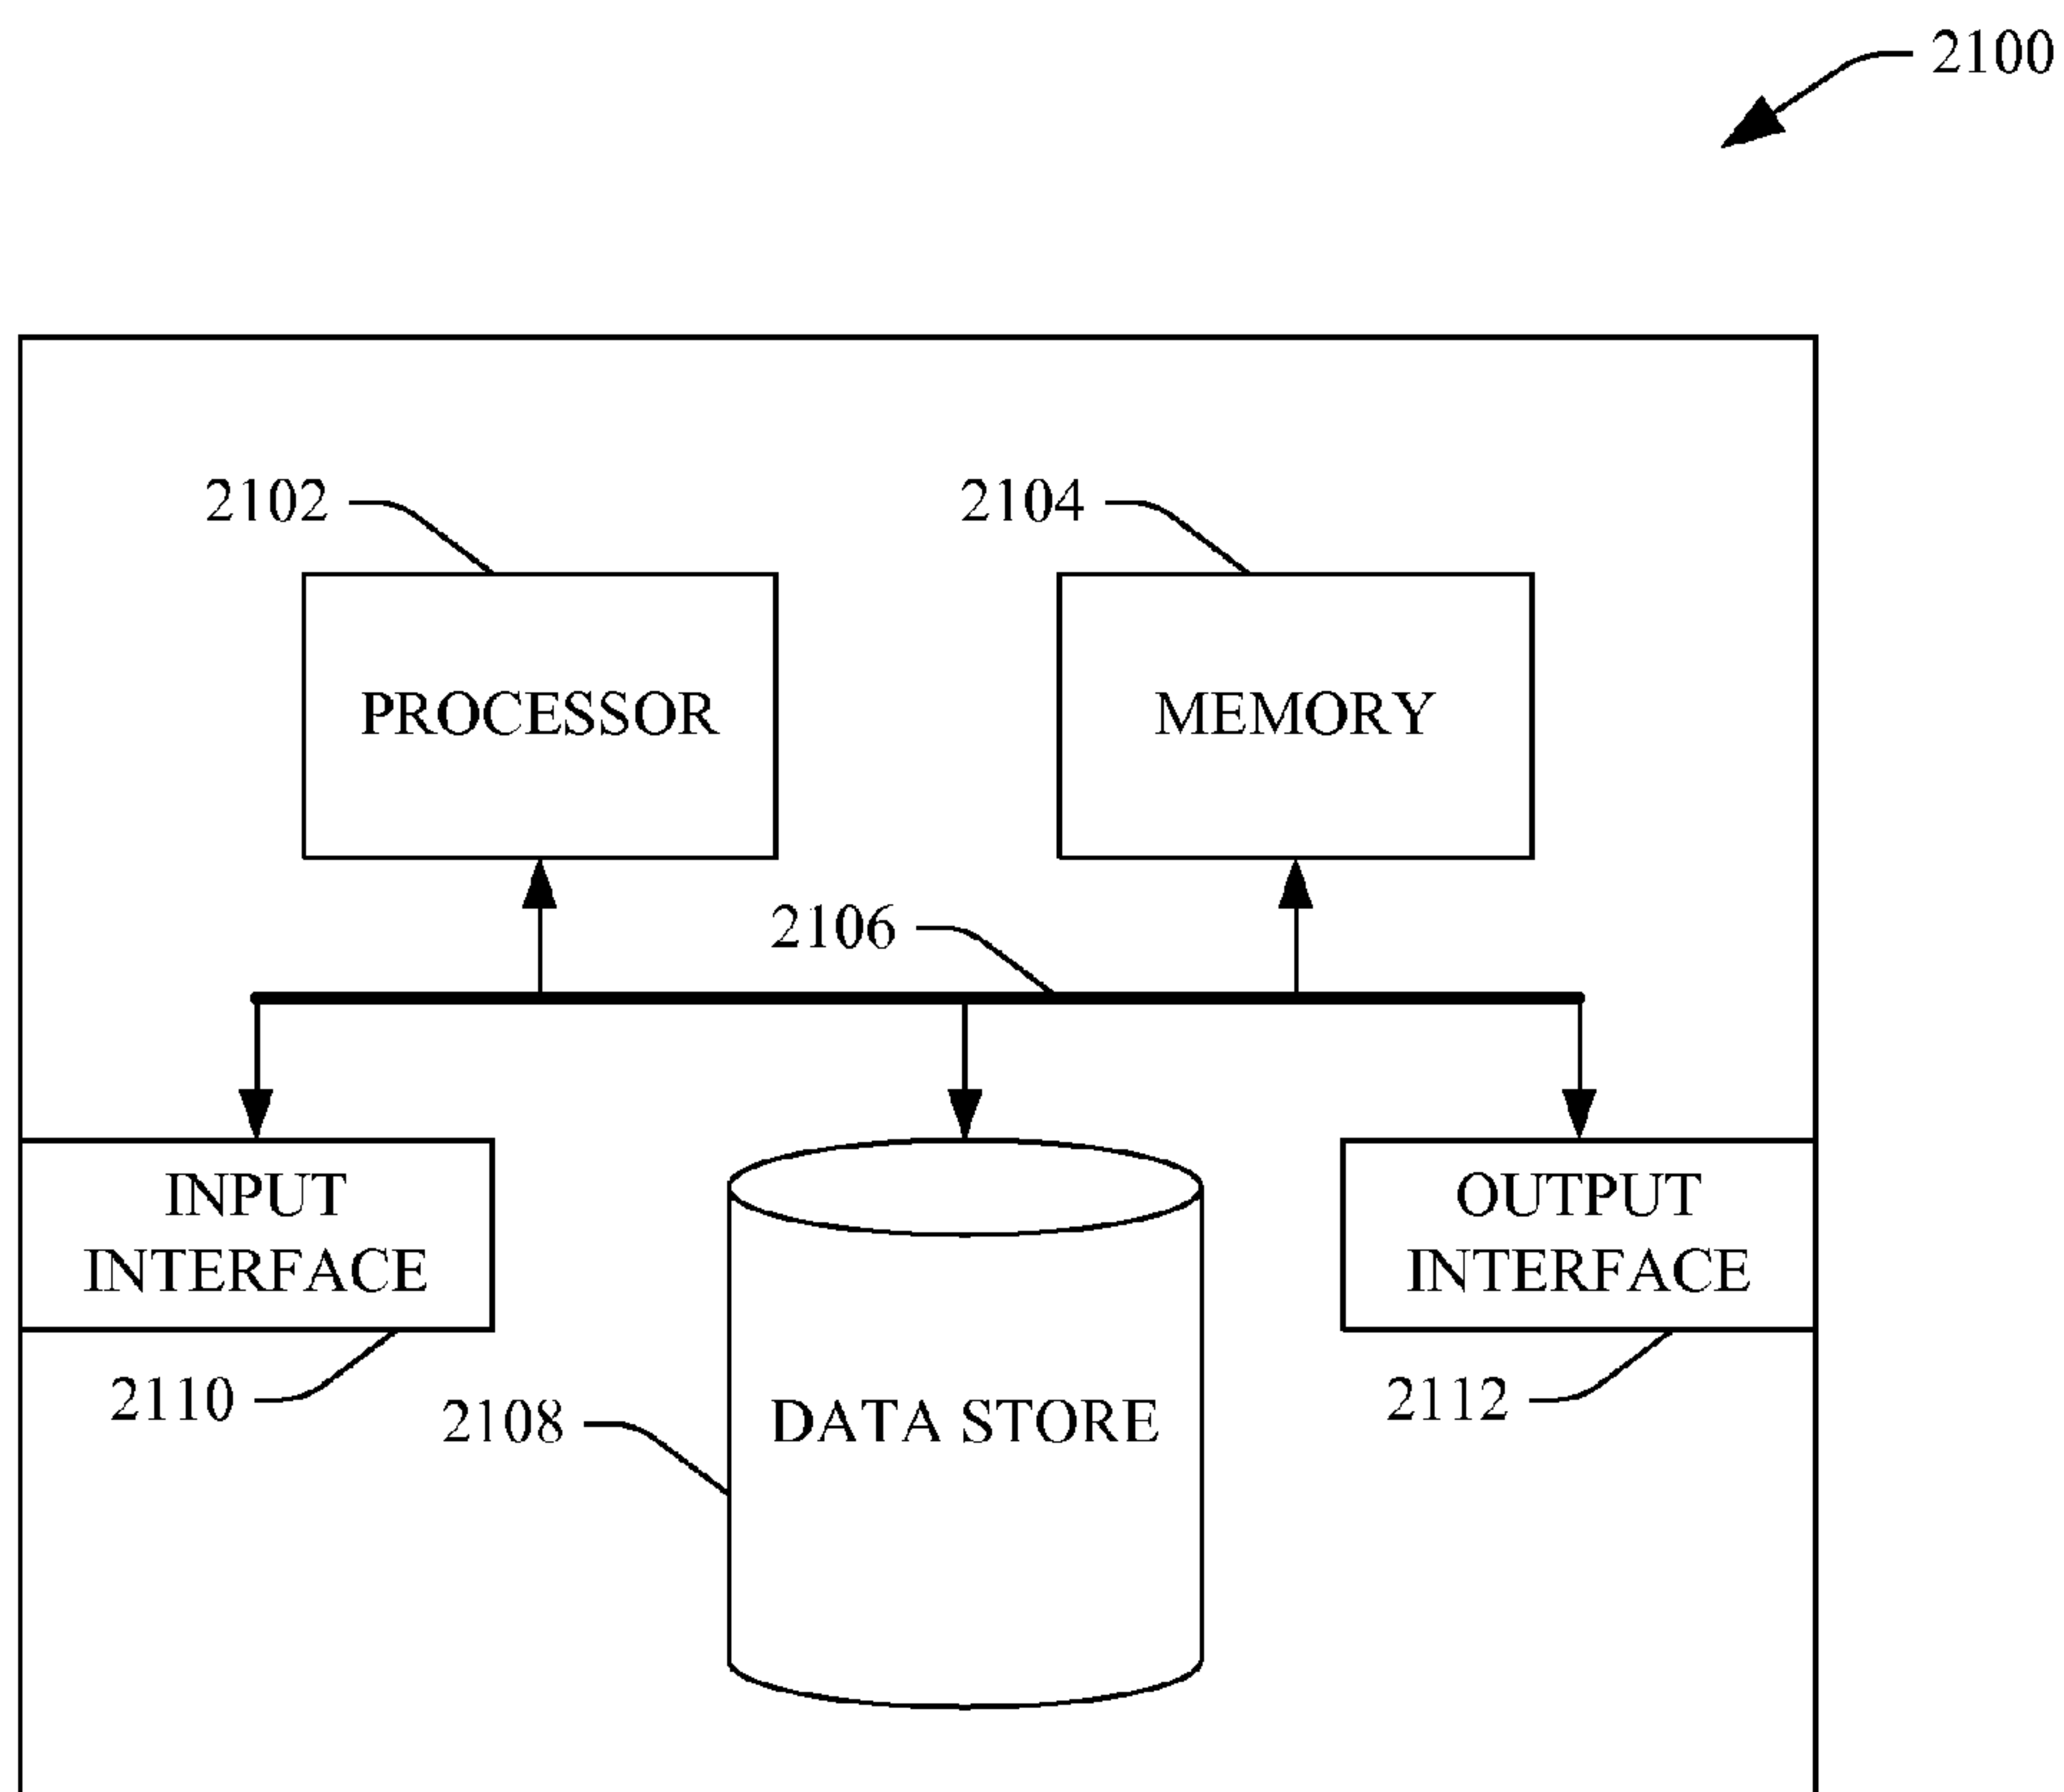 2100
2102
2104
PROCESSOR
MEMORY
2106
INPUT
INTERFACE
OUTPUT
INTERFACE
2110
2108
DATA STORE
2112